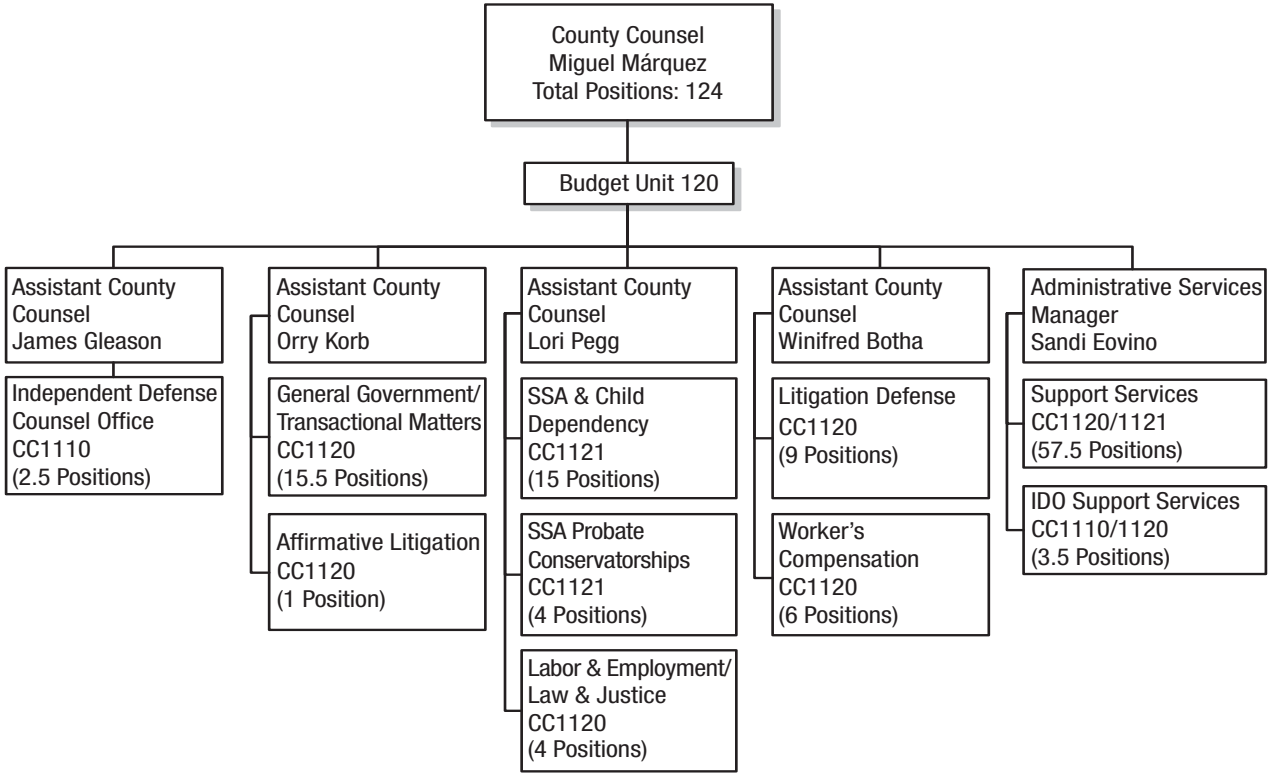 County Counsel
Miguel Márquez
Total Positions: 124
Budget Unit 120
Assistant County
Counsel
James Gleason
Independent Defense
Counsel Office
CC1110
(2.5 Positions)
Assistant County
Counsel
Orry Korb
General Government/
Transactional Matters
CC1120
(15.5 Positions)
Affirmative Litigation
CC1120
(1 Position)
Assistant County
Counsel
Lori Pegg
SSA & Child
Dependency
CC1121
(15 Positions)
SSA Probate
Conservatorships
CC1121
(4 Positions)
Labor & Employment/
Law & Justice
CC1120
(4 Positions)
Assistant County
Counsel
Winifred Botha
Litigation Defense
CC1120
(9 Positions)
Worker's
Compensation
CC1120
(6 Positions)
Administrative Services
Manager
Sandi Eovino
Support Services
CC1120/1121
(57.5 Positions)
IDO Support Services
CC1110/1120
(3.5 Positions)